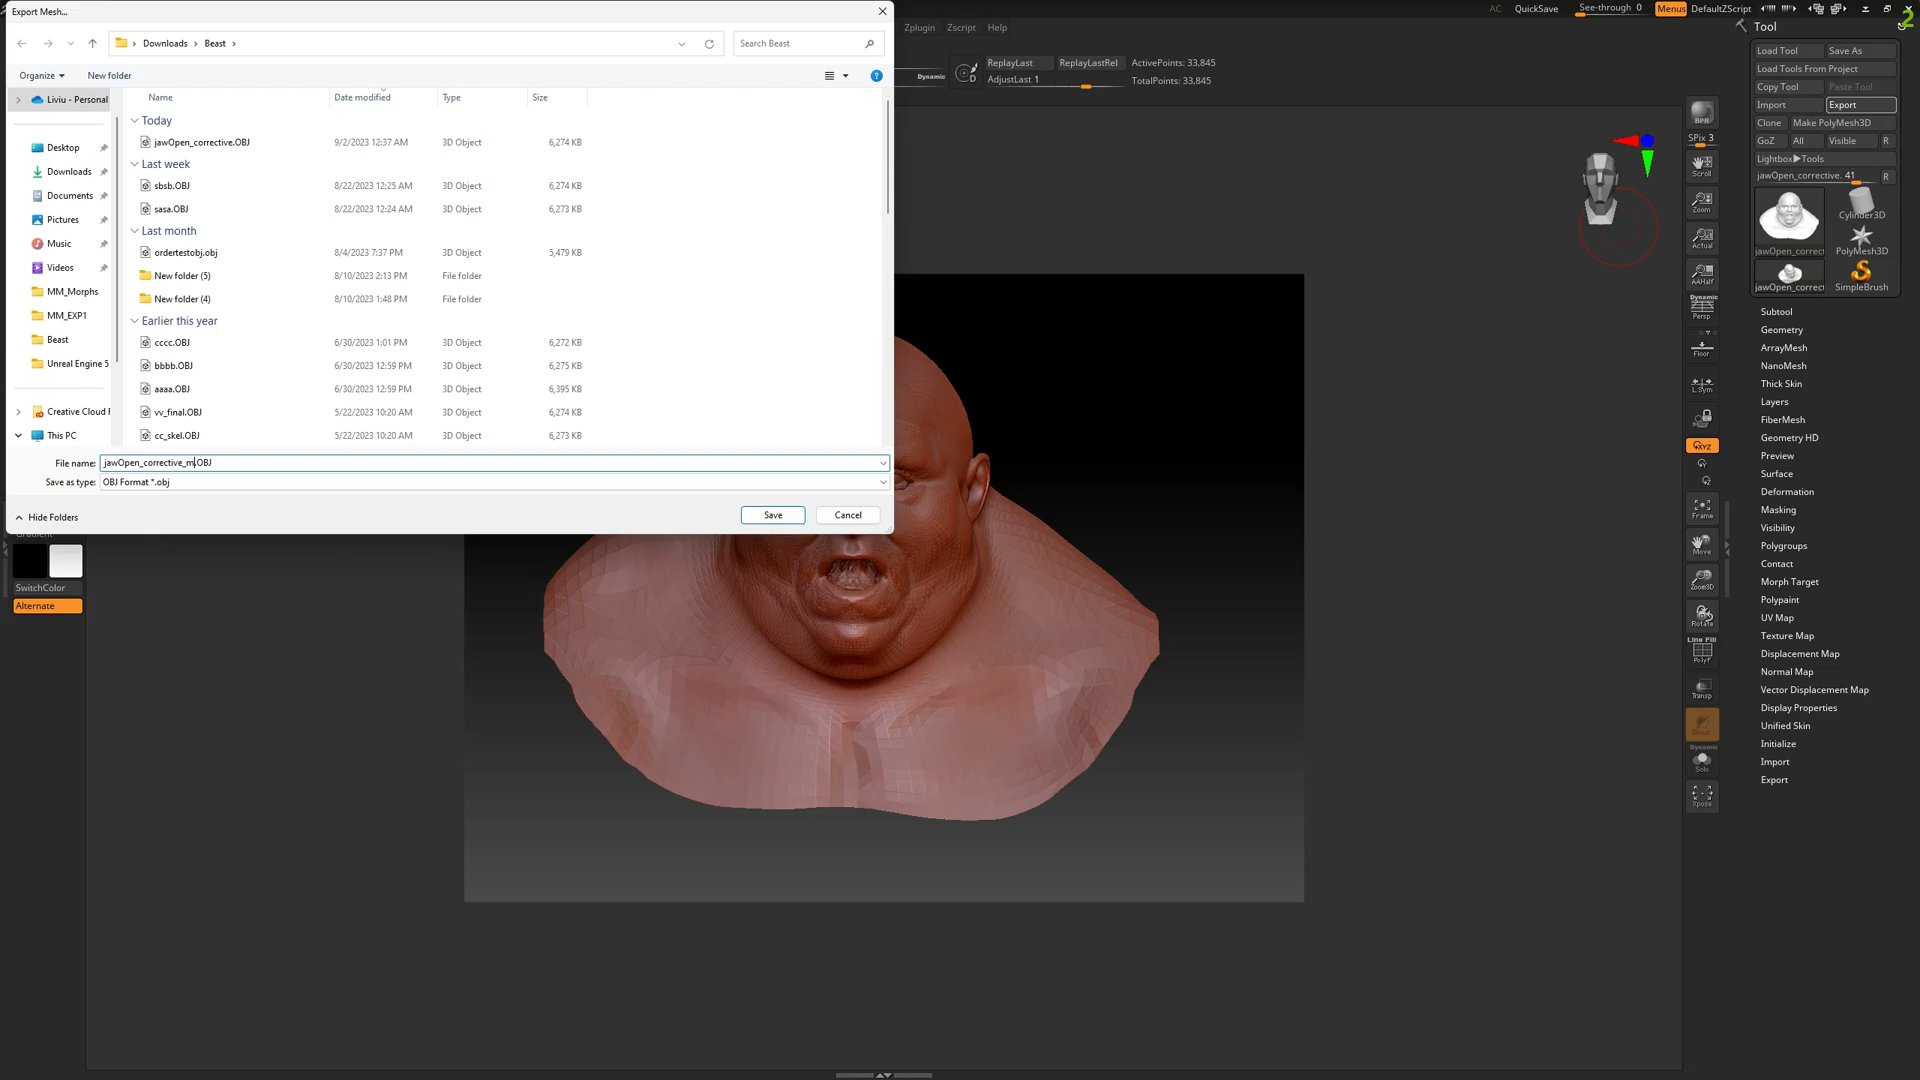 Export Mesh...
Downloads > Beast >
Search Beast
Organize
New folder
Liviu - Personal
Desktop
Downloads
Documents
Pictures
Music
Videos
MM_Morphs
MM_EXP1
Beast
Unreal Engine 5
Creative Cloud F
This PC
Name Date modified Type Size
Today
jawOpen_corrective.OBJ 9/2/2023 12:37 AM 3D Object 6,274 KB
Last week
sbsb.OBJ 8/22/2023 12:25 AM 3D Object 6,274 KB
sasa.OBJ 8/22/2023 12:24 AM 3D Object 6,273 KB
Last month
ordertestobj.obj 8/4/2023 7:37 PM 3D Object 5,479 KB
New folder (5) 8/10/2023 2:13 PM File folder
New folder (4) 8/10/2023 1:48 PM File folder
Earlier this year
cccc.OBJ 6/30/2023 1:01 PM 3D Object 6,272 KB
bbbb.OBJ 6/30/2023 12:59 PM 3D Object 6,275 KB
aaaa.OBJ 6/30/2023 12:59 PM 3D Object 6,395 KB
vv_final.OBJ 5/22/2023 10:20 AM 3D Object 6,274 KB
cc_skel.OBJ 5/22/2023 10:20 AM 3D Object 6,273 KB
File name: jawOpen_corrective_m.OBJ
Save as type: OBJ Format *.obj
Hide Folders
Save
Cancel
SwitchColor
Alternate
Zplugin Zscript Help
AC QuickSave See-through 0 Menus DefaultZScript
Dynamic
ReplayLast ReplayLastRel ActivePoints: 33,845
AdjustLast 1 TotalPoints: 33,845
BPR
SPix 3
Scroll
Zoom
Actual
AAHalf
Dynamic
Persp
Floor
L.Sym
XYZ
Frame
Move
Zoom3D
Rotate
Line Fill
PolyF
Transp
Ghost
Dynamic
Solo
Xpose
Tool
2
Load Tool Save As
Load Tools From Project
Copy Tool Paste Tool
Import Export
Clone Make PolyMesh3D
GoZ All Visible R
Lightbox▶Tools
jawOpen_corrective. 41 R
Cylinder3D
jawOpen_correct PolyMesh3D
jawOpen_correct SimpleBrush
Subtool
Geometry
ArrayMesh
NanoMesh
Thick Skin
Layers
FiberMesh
Geometry HD
Preview
Surface
Deformation
Masking
Visibility
Polygroups
Contact
Morph Target
Polypaint
UV Map
Texture Map
Displacement Map
Normal Map
Vector Displacement Map
Display Properties
Unified Skin
Initialize
Import
Export